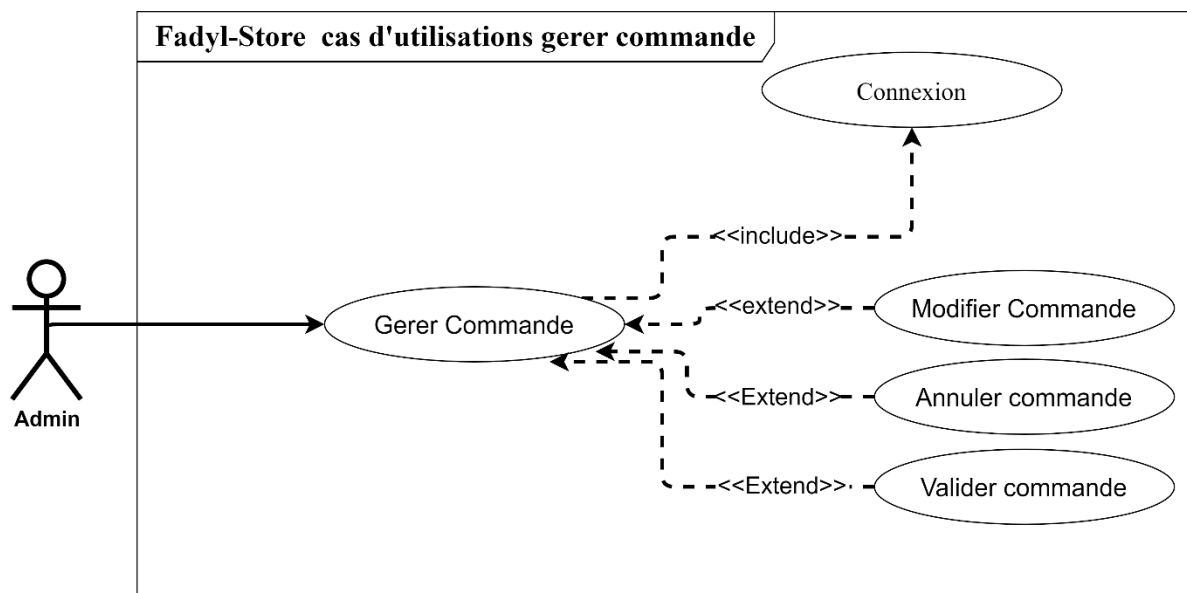 Fadyl-Store cas d'utilisations gerer commande
Connexion
<<include>>
Modifier Commande
<<extend>>
Gerer Commande
Annuler commande
<<Extend>>
Admin
Valider commande
<<Extend>>